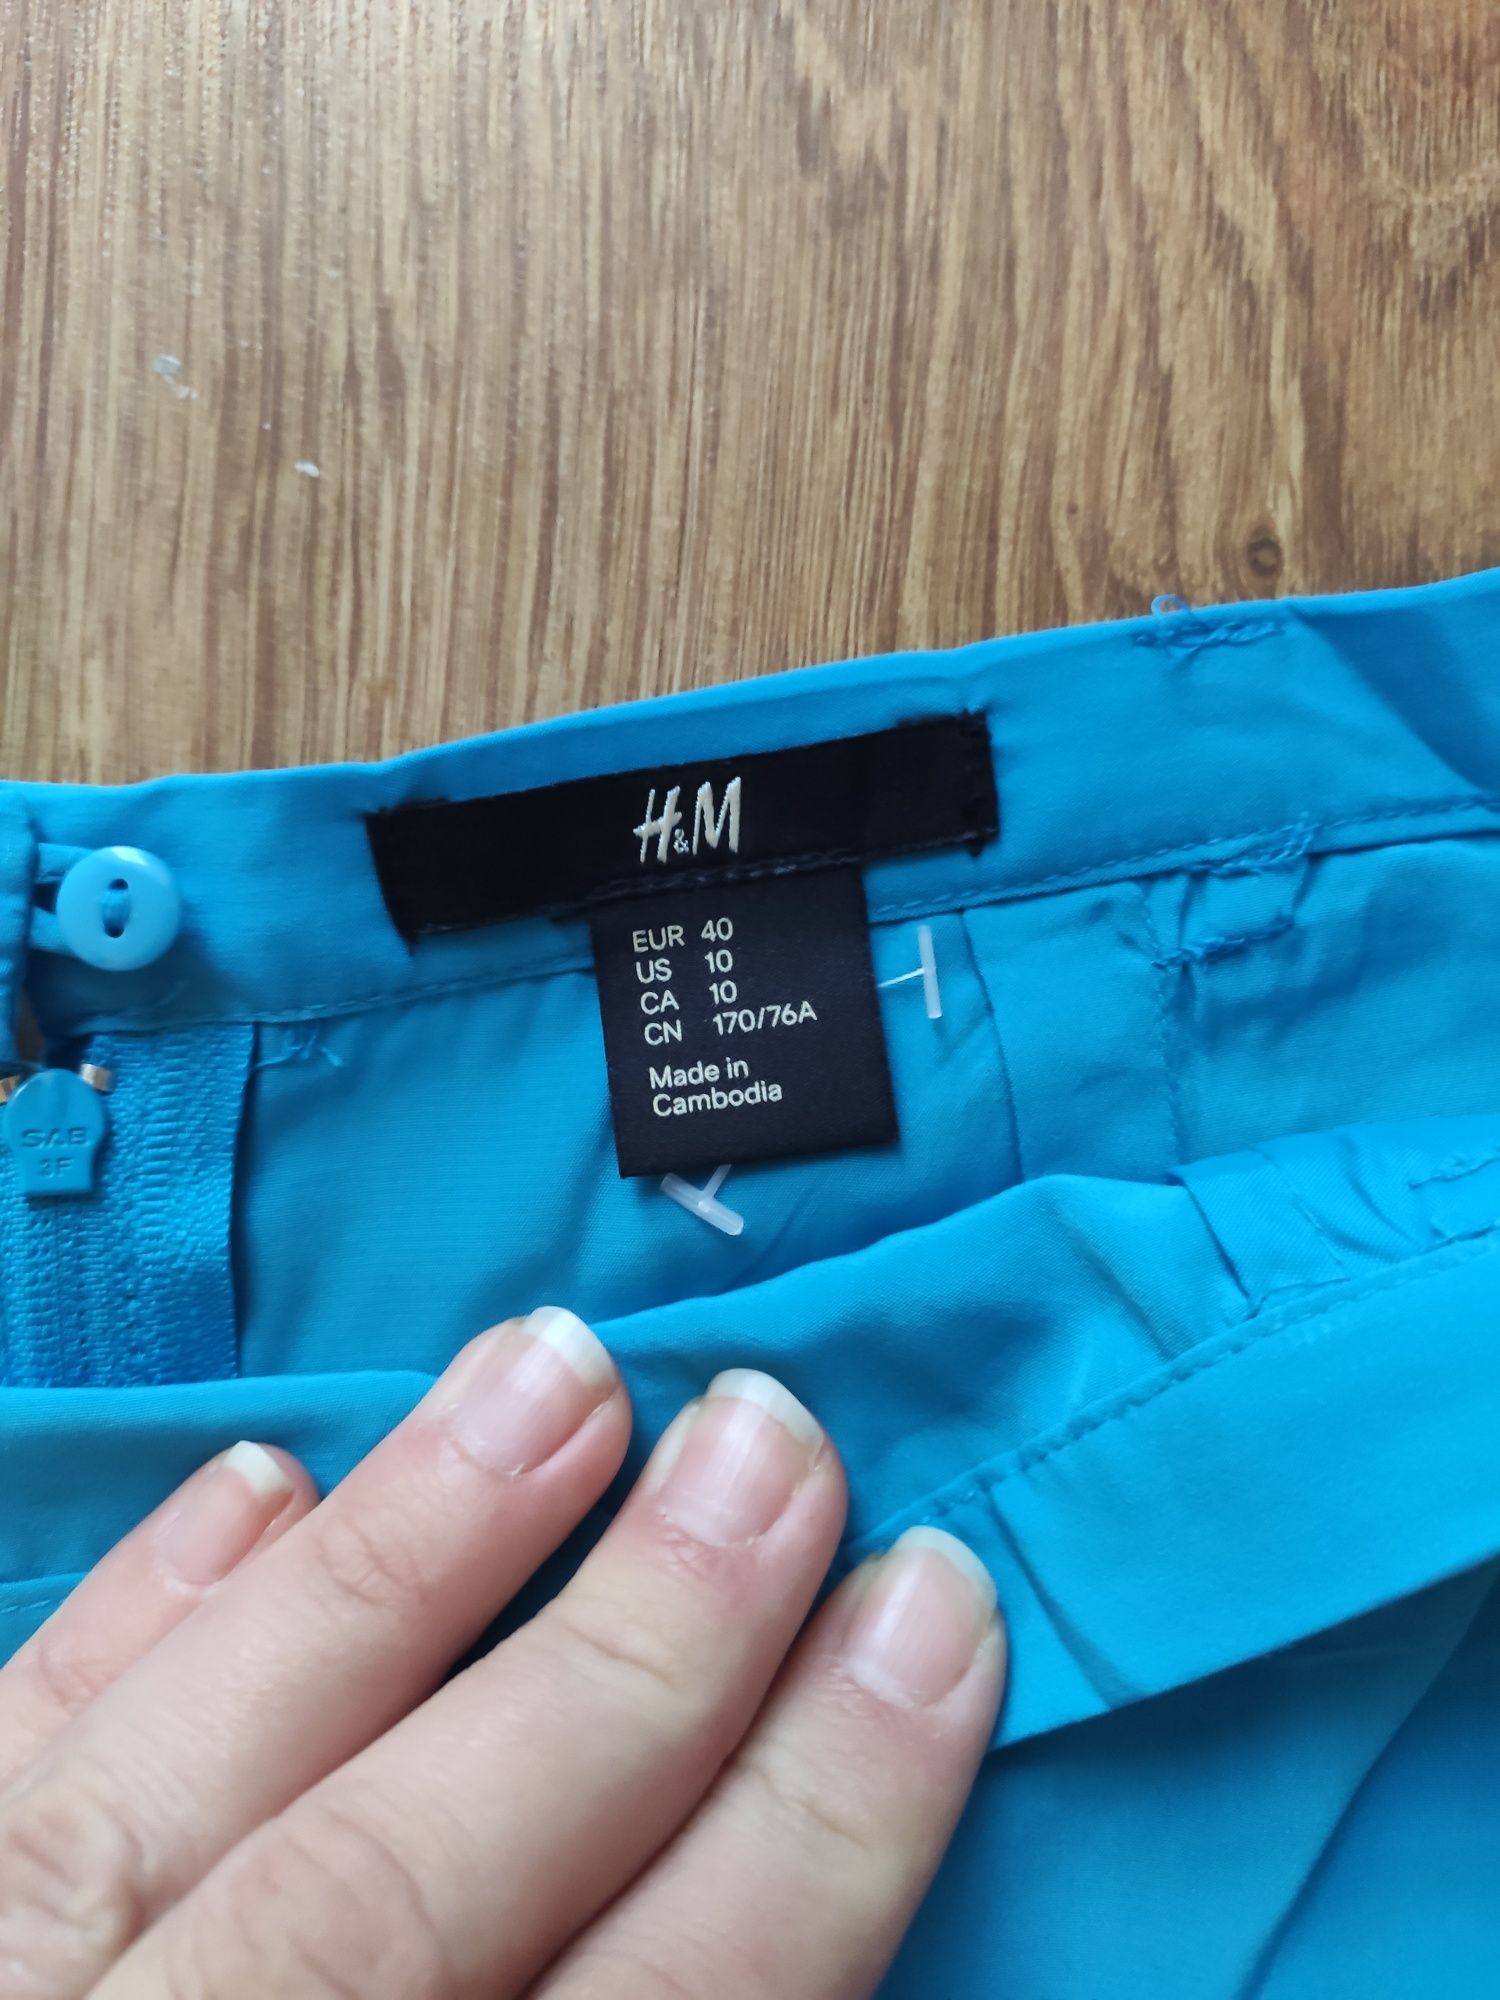 H&M
EUR 40
US 10
CA 10
CN 170/76A
Made in
Cambodia
SAB
3F